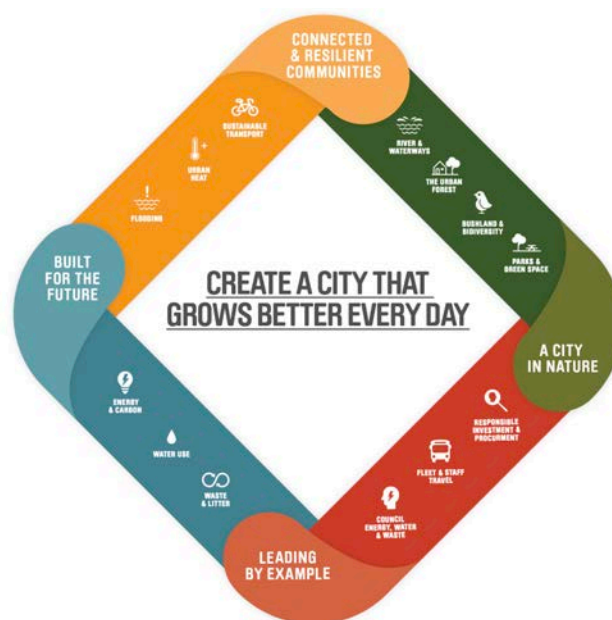 CONNECTED
& RESILIENT
COMMUNITIES
SUSTAINABLE
TRANSPORT
URBAN
HEAT
FLOODING
RIVER &
WATERWAYS
THE URBAN
FOREST
BUSHLAND &
BIDIVERSITY
PARKS &
GREEN SPACE
BUILT
FOR THE
FUTURE
CREATE A CITY THAT
GROWS BETTER EVERY DAY
A CITY
IN NATURE
ENERGY
& CARBON
WATER USE
WASTE
& LITTER
RESPONSIBLE
INVESTMENT &
PROCURMENT
FLEET & STAFF
TRAVEL
COUNCIL
ENERGY, WATER
& WASTE
LEADING
BY EXAMPLE